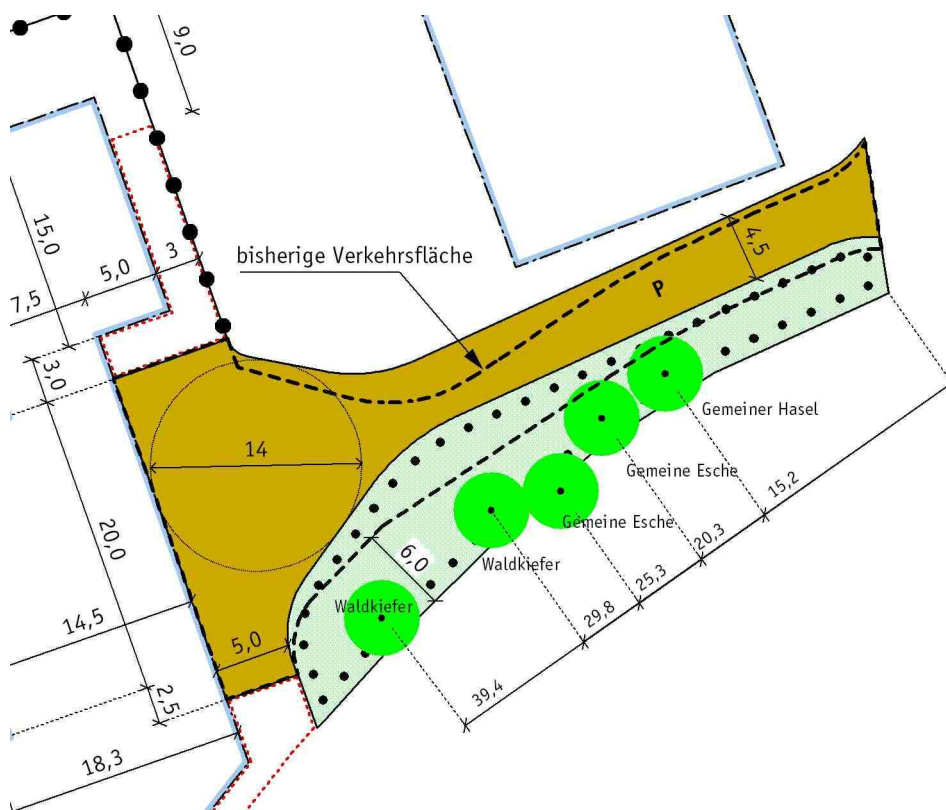 9,0
15,0
5,0
3
7,5
bisherige Verkehrsfläche
4,5
P
3,0
Gemeiner Hasel
14
Gemeine Esche
15,2
20,0
6,0
Gemeine Esche
20,3
Waldkiefer
25,3
Waldkiefer
14,5
29,8
5,0
39,4
2,5
18,3